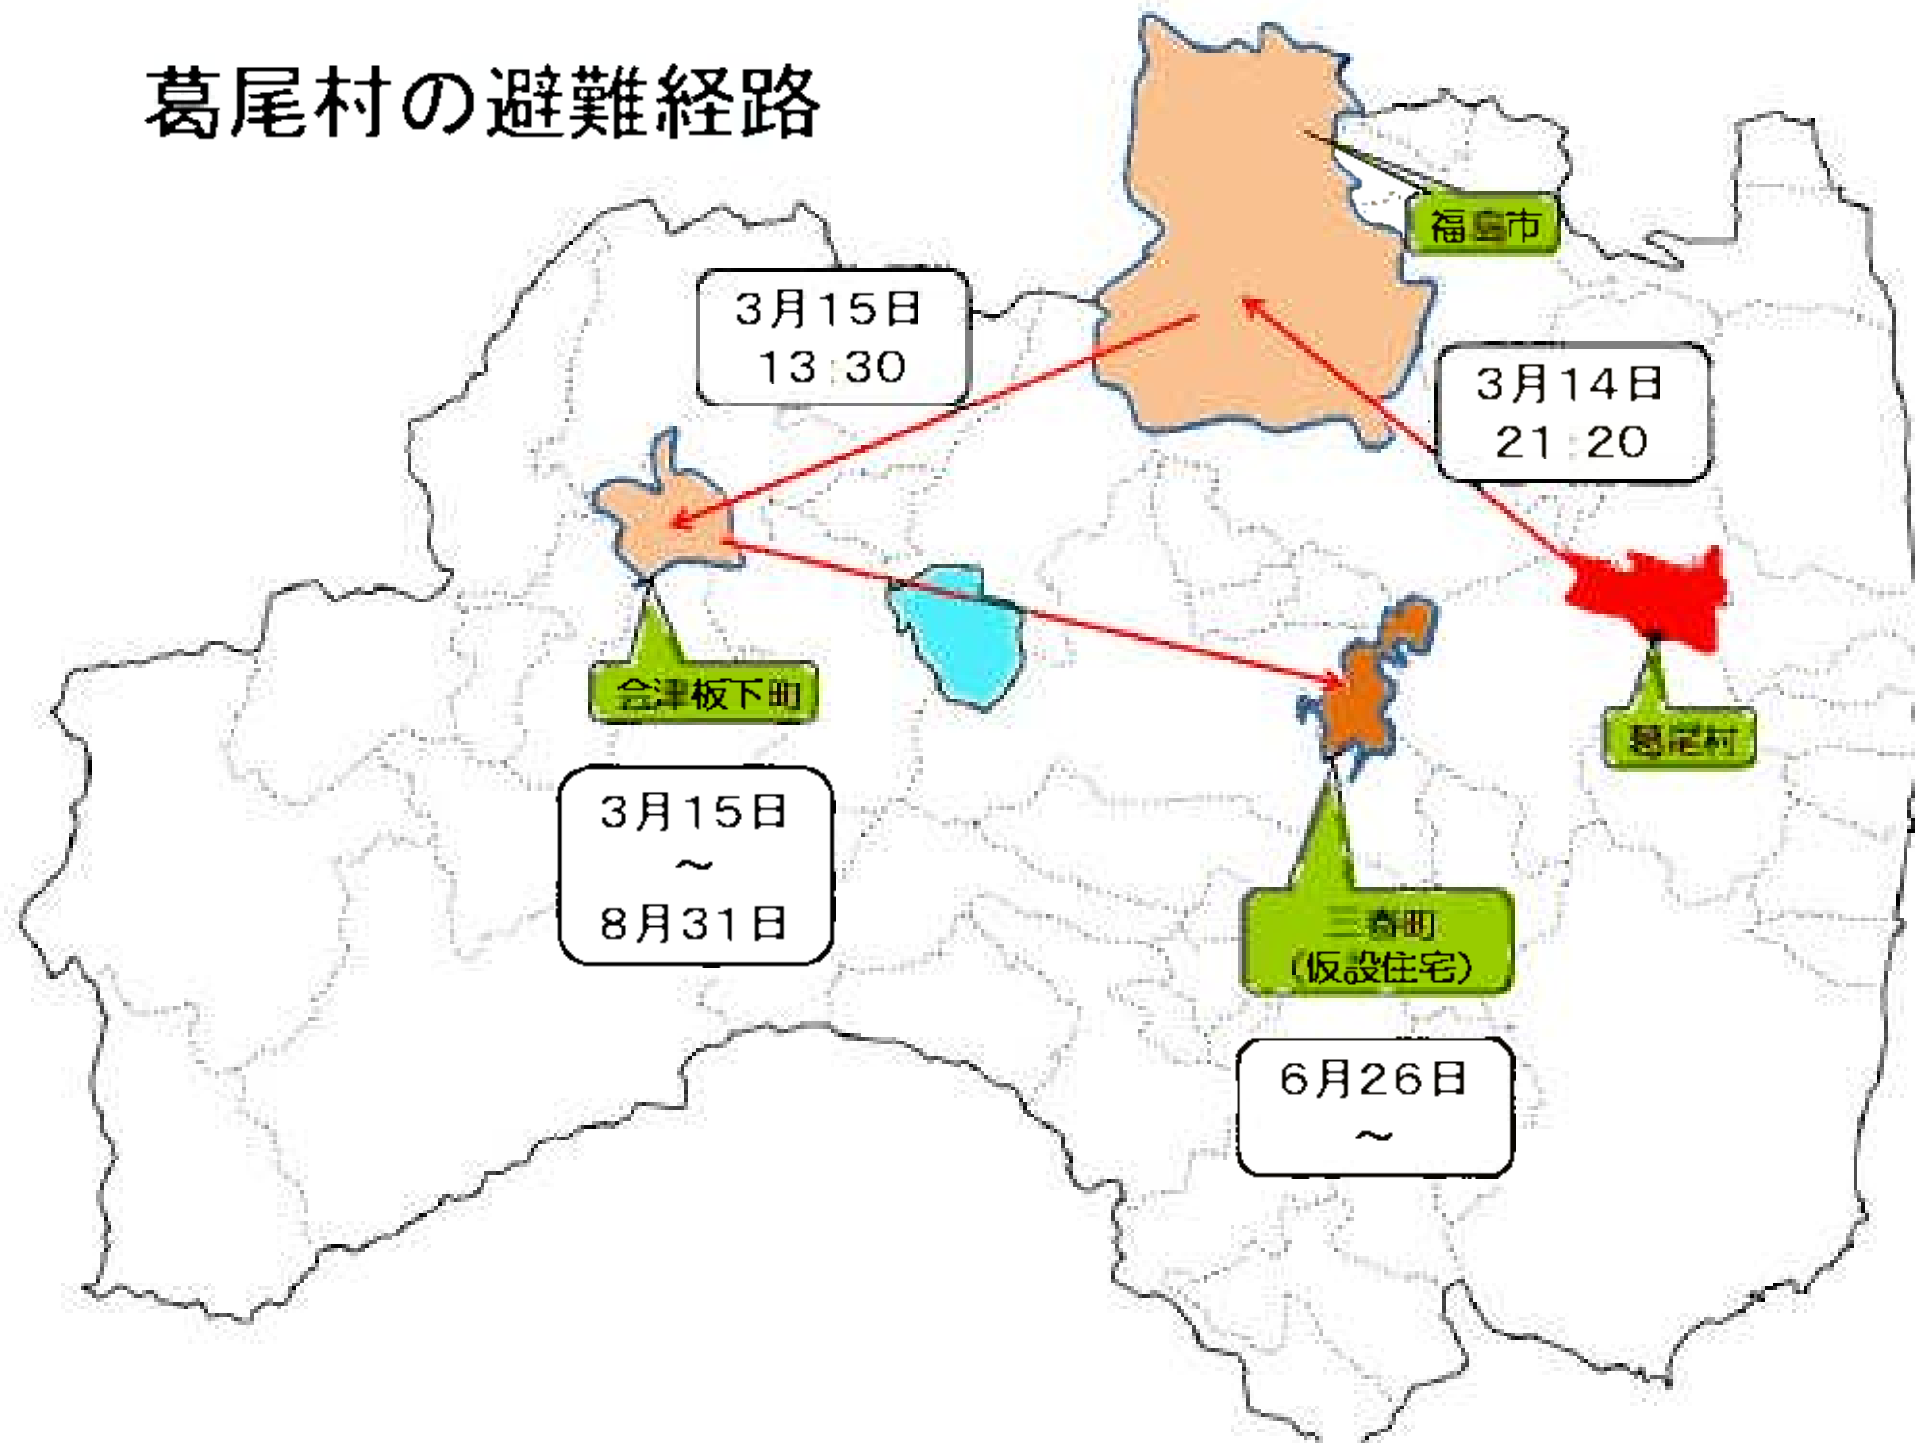 葛尾村の避難経路
福島市
3月15日
13:30
3月14日
21:20
会津板下町
葛尾村
3月15日
～
8月31日
三春町
(仮設住宅)
6月26日
～